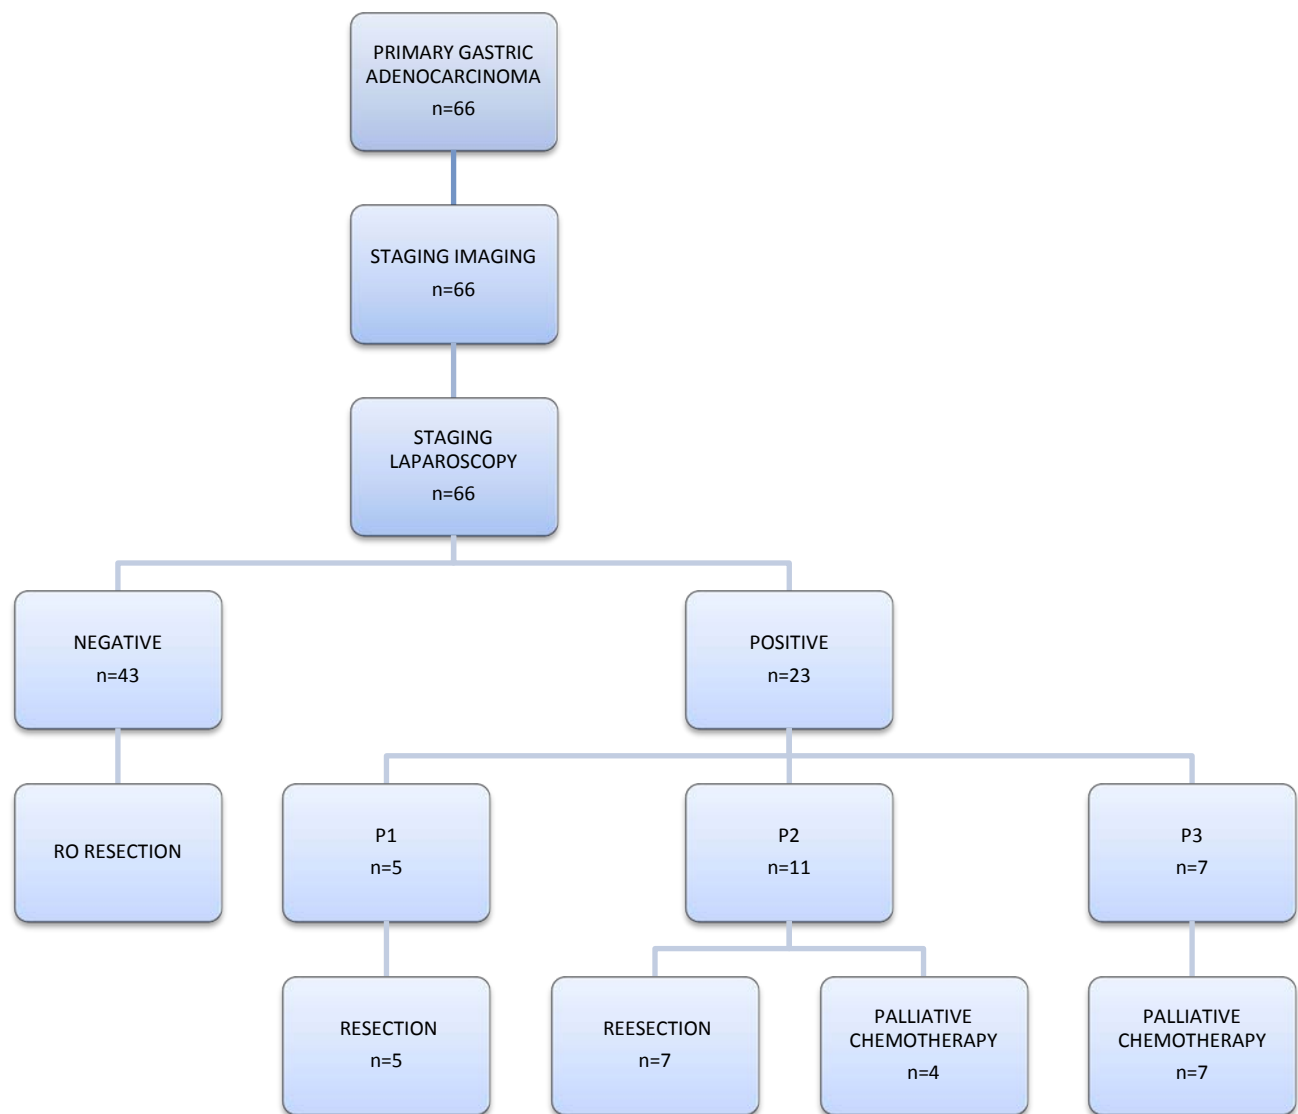 PRIMARY GASTRIC
ADENOCARCINOMA
n=66
STAGING IMAGING
n=66
STAGING
LAPAROSCOPY
n=66
NEGATIVE
n=43
POSITIVE
n=23
RO RESECTION
P1
n=5
P2
n=11
P3
n=7
RESECTION
n=5
REESECTION
n=7
PALLIATIVE
CHEMOTHERAPY
n=4
PALLIATIVE
CHEMOTHERAPY
n=7